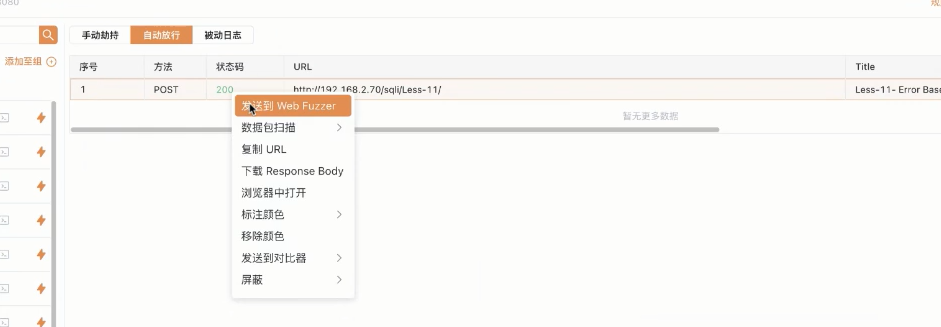 8080
手动劫持 自动放行 被动日志
添加至组
序号 方法 状态码 URL Title
1 POST 200 http://192.168.2.70/sqli/Less-11/ Less-11- Error Base
发送到 Web Fuzzer
数据包扫描
暂无更多数据
复制 URL
下载 Response Body
浏览器中打开
标注颜色
移除颜色
发送到对比器
屏蔽